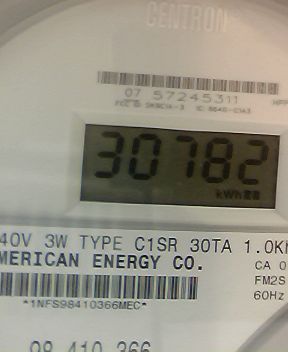 CENTRON
07 57245311
30782
kWh
40V 3W TYPE C1SR 30TA 1.0K
MERICAN ENERGY CO.
CA 0
FM2S
60Hz
*1NFS98410366MEC*
98 410 366